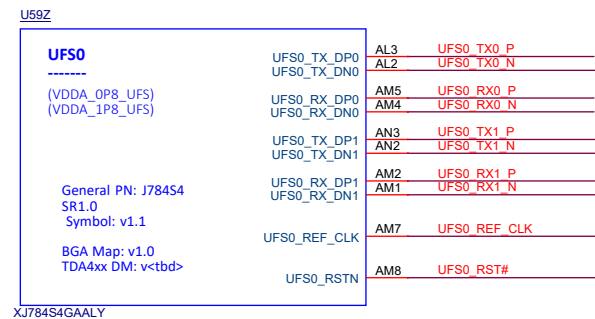 U59Z
UFS0
-------
(VDDA_0P8_UFS)
(VDDA_1P8_UFS)
UFS0_TX_DP0 AL3 UFS0_TX0_P
UFS0_TX_DN0 AL2 UFS0_TX0_N
UFS0_RX_DP0 AM5 UFS0_RX0_P
UFS0_RX_DN0 AM4 UFS0_RX0_N
UFS0_TX_DP1 AN3 UFS0_TX1_P
UFS0_TX_DN1 AN2 UFS0_TX1_N
UFS0_RX_DP1 AM2 UFS0_RX1_P
UFS0_RX_DN1 AM1 UFS0_RX1_N
General PN: J784S4
SR1.0
Symbol: v1.1
UFS0_REF_CLK AM7 UFS0_REF_CLK
BGA Map: v1.0
TDA4xx DM: v<tbd>
UFS0_RSTN AM8 UFS0_RST#
XJ784S4GAALY